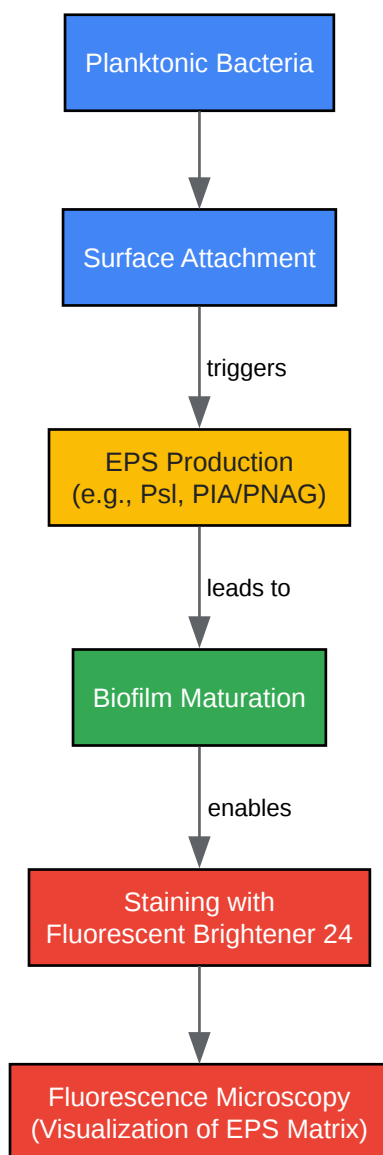 Planktonic Bacteria
Surface Attachment
triggers
EPS Production
(e.g., Psl, PIA/PNAG)
leads to
Biofilm Maturation
enables
Staining with
Fluorescent Brightener 24
Fluorescence Microscopy
(Visualization of EPS Matrix)